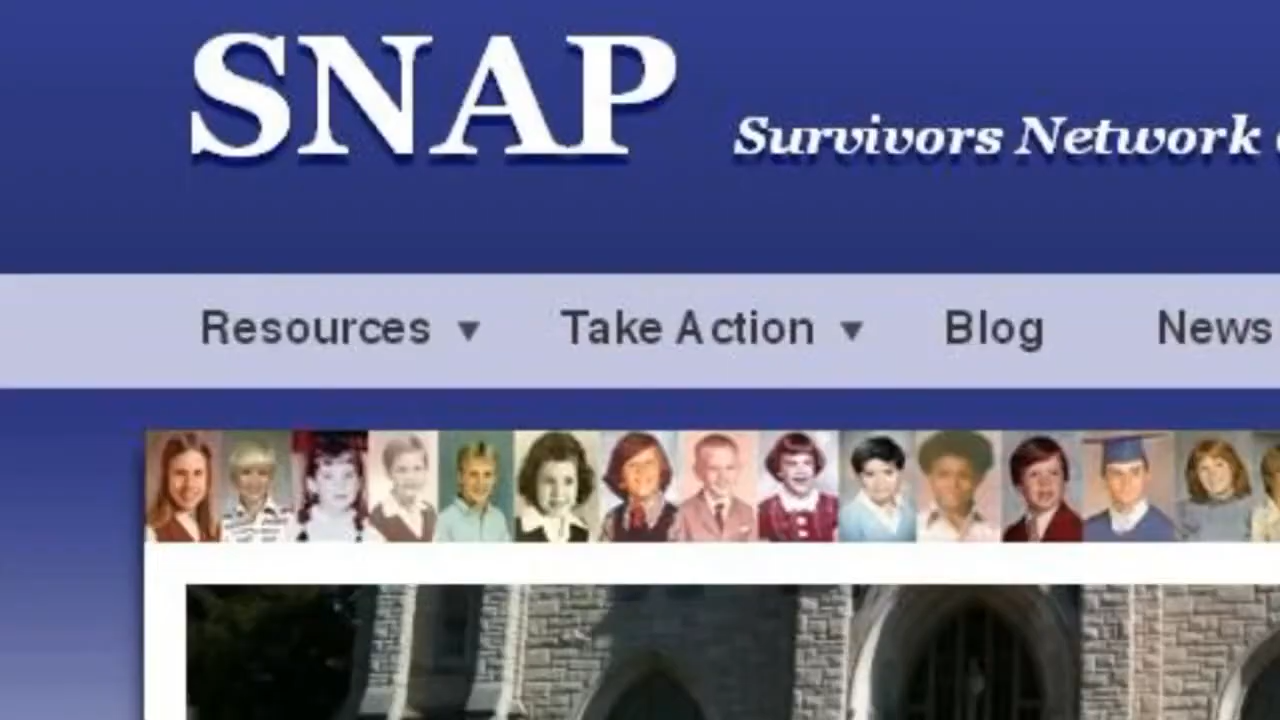 SNAP
Survivors Network
Resources ▼ Take Action ▼ Blog News